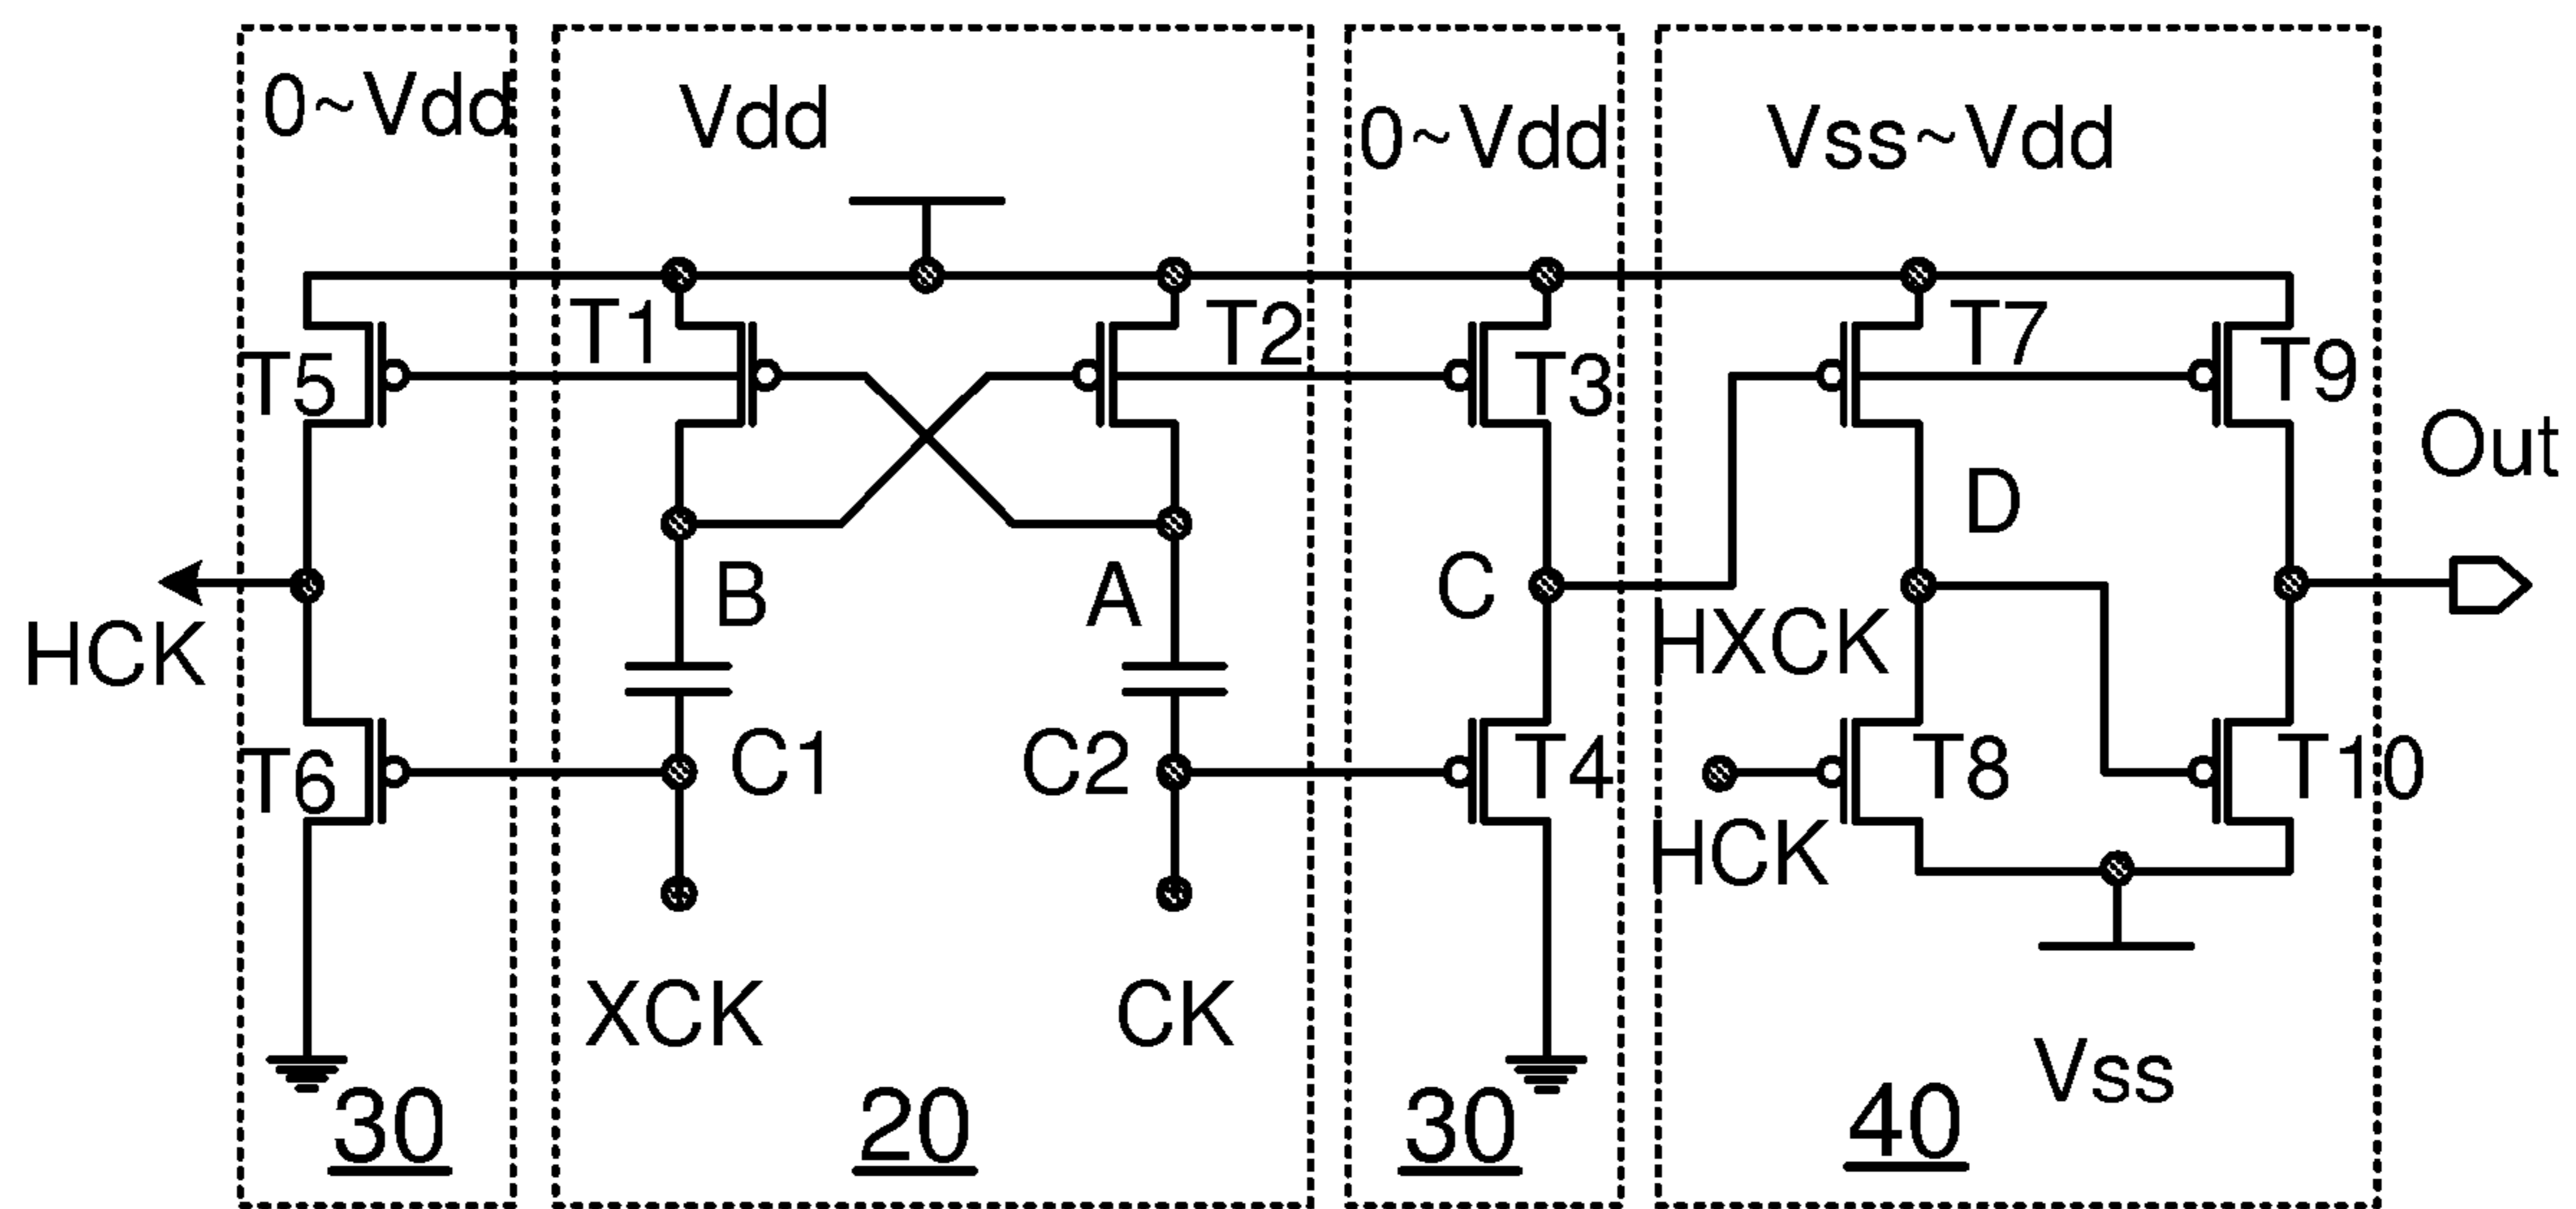 0~Vdd
Vdd
0~Vdd
Vss~Vdd
T5
T1
T2
T3
T7
T9
Out
D
B
A
C
HCK
HXCK
T6
C1
C2
T4
T8
T10
HCK
XCK
CK
Vss
30
20
30
40